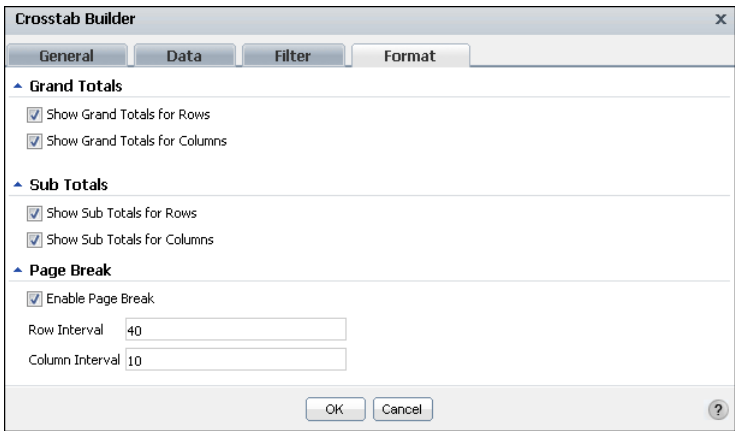 Crosstab Builder
x
General Data Filter Format
Grand Totals
Show Grand Totals for Rows
Show Grand Totals for Columns
Sub Totals
Show Sub Totals for Rows
Show Sub Totals for Columns
Page Break
Enable Page Break
Row Interval 40
Column Interval 10
OK Cancel ?